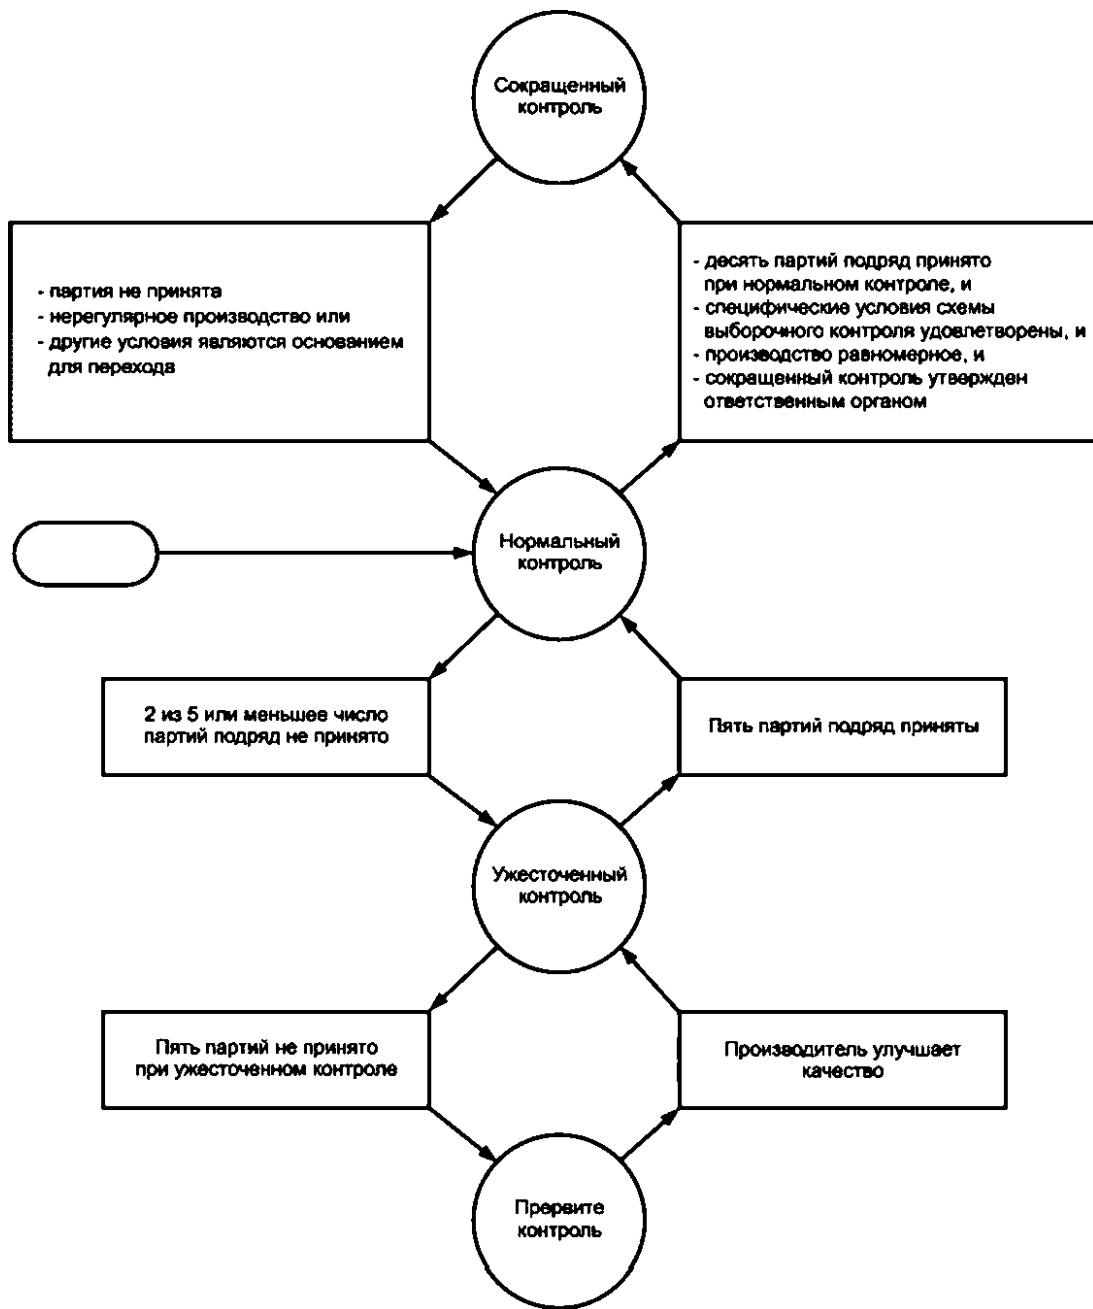 Сокращенный
контроль
- партия не принята
- нерегулярное производство или
- другие условия являются основанием
для перехода
- десять партий подряд принято
при нормальном контроле, и
- специфические условия схемы
выборочного контроля удовлетворены, и
- производство равномерное, и
- сокращенный контроль утвержден
ответственным органом
Нормальный
контроль
2 из 5 или меньшее число
партий подряд не принято
Пять партий подряд приняты
Ужесточенный
контроль
Пять партий не принято
при ужесточенном контроле
Производитель улучшает
качество
Прервите
контроль